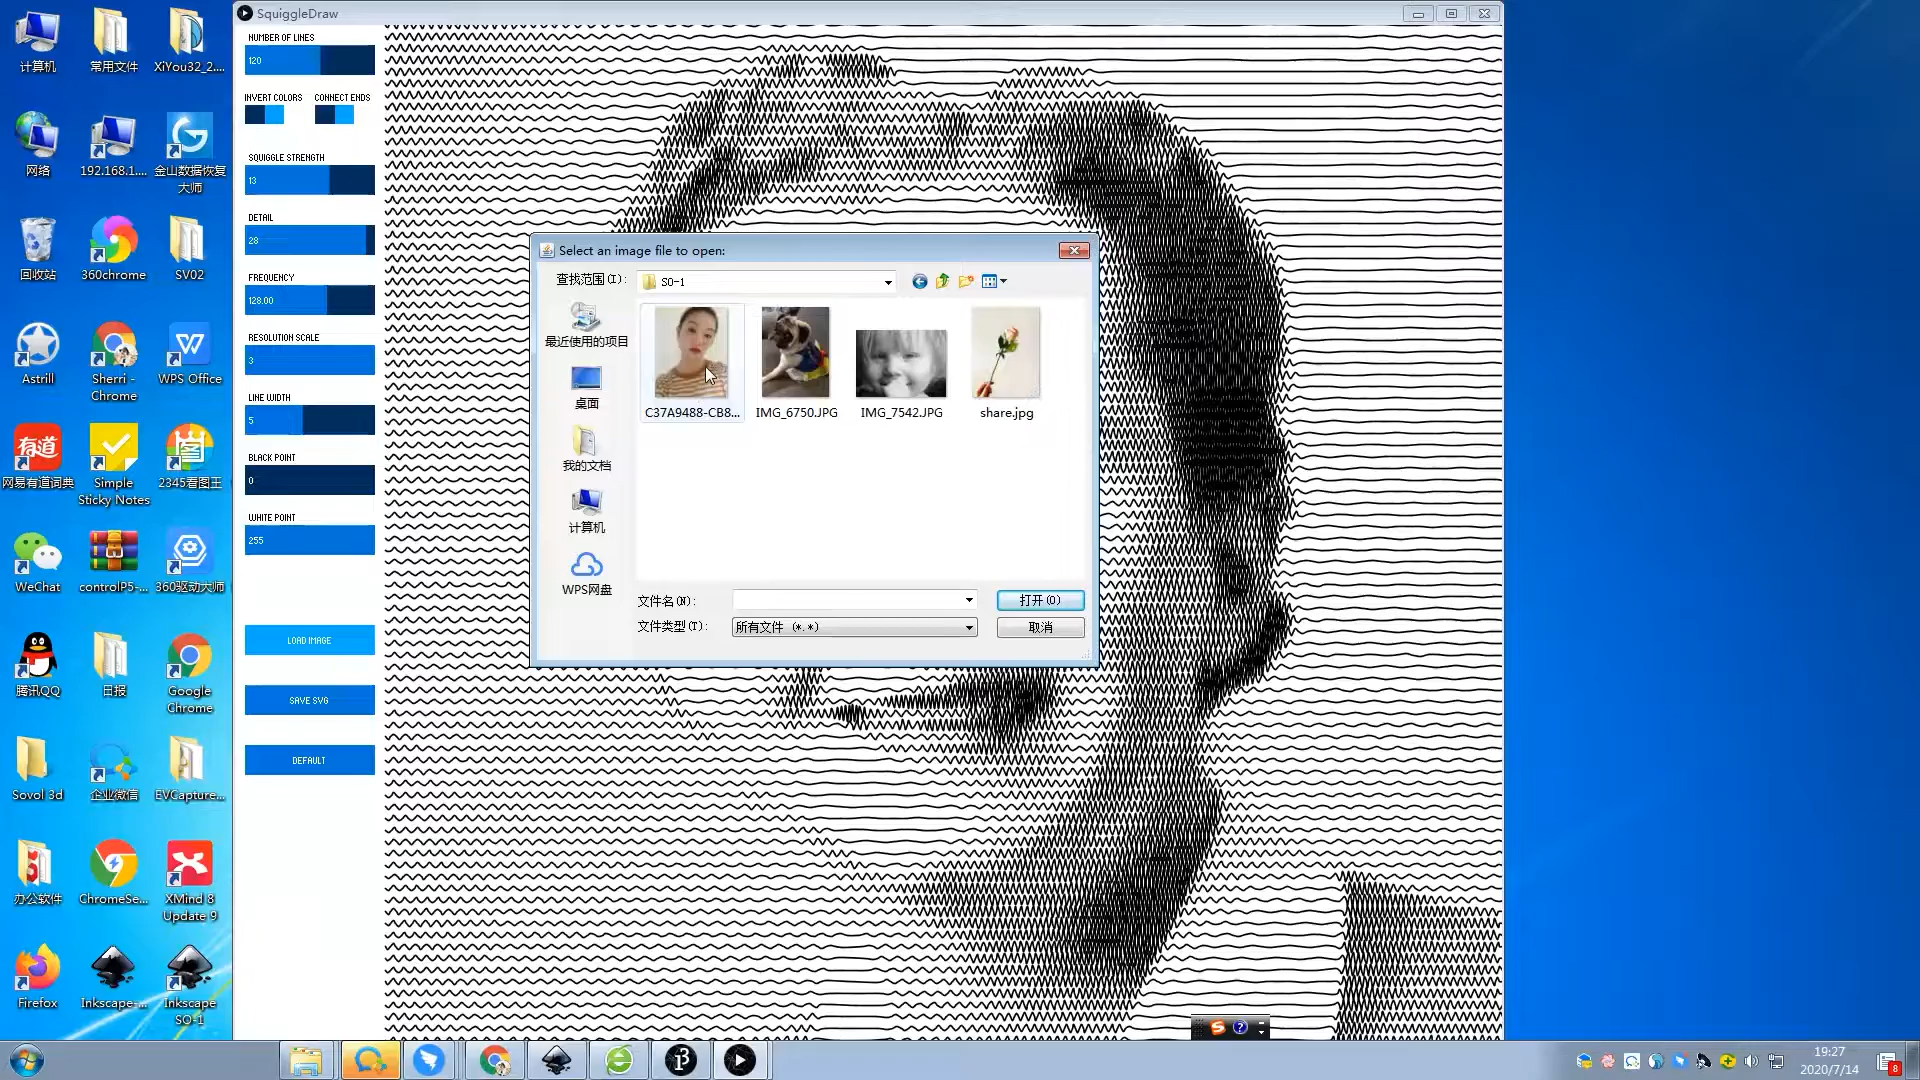 计算机
常用文件
XiYou32_2....
网络
192.168.1....
金山数据恢复
大师
回收站
360chrome
SV02
Astrill
Sherri -
Chrome
WPS Office
有道
网易有道词典
Simple
Sticky Notes
2345看图王
WeChat
controlP5-...
360驱动大师
腾讯QQ
日报
Google
Chrome
Sovol 3d
企业微信
EVCapture...
办公软件
ChromeSe...
XMind 8
Update 9
Firefox
Inkscape-...
Inkscape
SO-1
SquiggleDraw
NUMBER OF LINES
120
INVERT COLORS
CONNECT ENDS
SQUIGGLE STRENGTH
13
DETAIL
28
FREQUENCY
128.00
RESOLUTION SCALE
3
LINE WIDTH
5
BLACK POINT
0
WHITE POINT
255
LOAD IMAGE
SAVE SVG
DEFAULT
Select an image file to open:
查找范围(I):
SO-1
最近使用的项目
桌面
我的文档
计算机
WPS网盘
C37A9488-CB8...
IMG_6750.JPG
IMG_7542.JPG
share.jpg
文件名(N):
打开(O)
文件类型(T):
所有文件 (*.*)
取消
19:27
2020/7/14
8